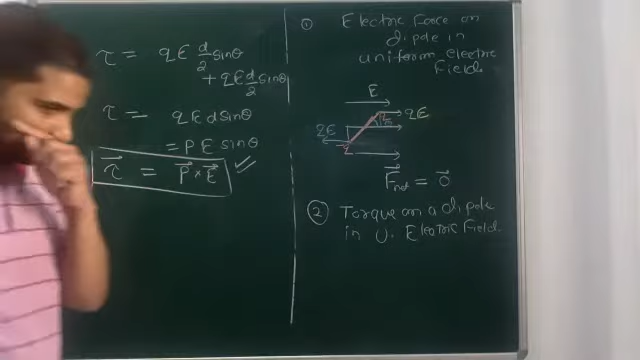 τ = qE d/2 sinθ
+ qE d/2 sinθ
τ = qE d sinθ
= PE sinθ
τ⃗ = P⃗ × E⃗
① Electric Force on
dipole in
uniform electric
Field.
E
qE
qE
F⃗net = 0⃗
② Torque on a dipole
in U. Electric Field.